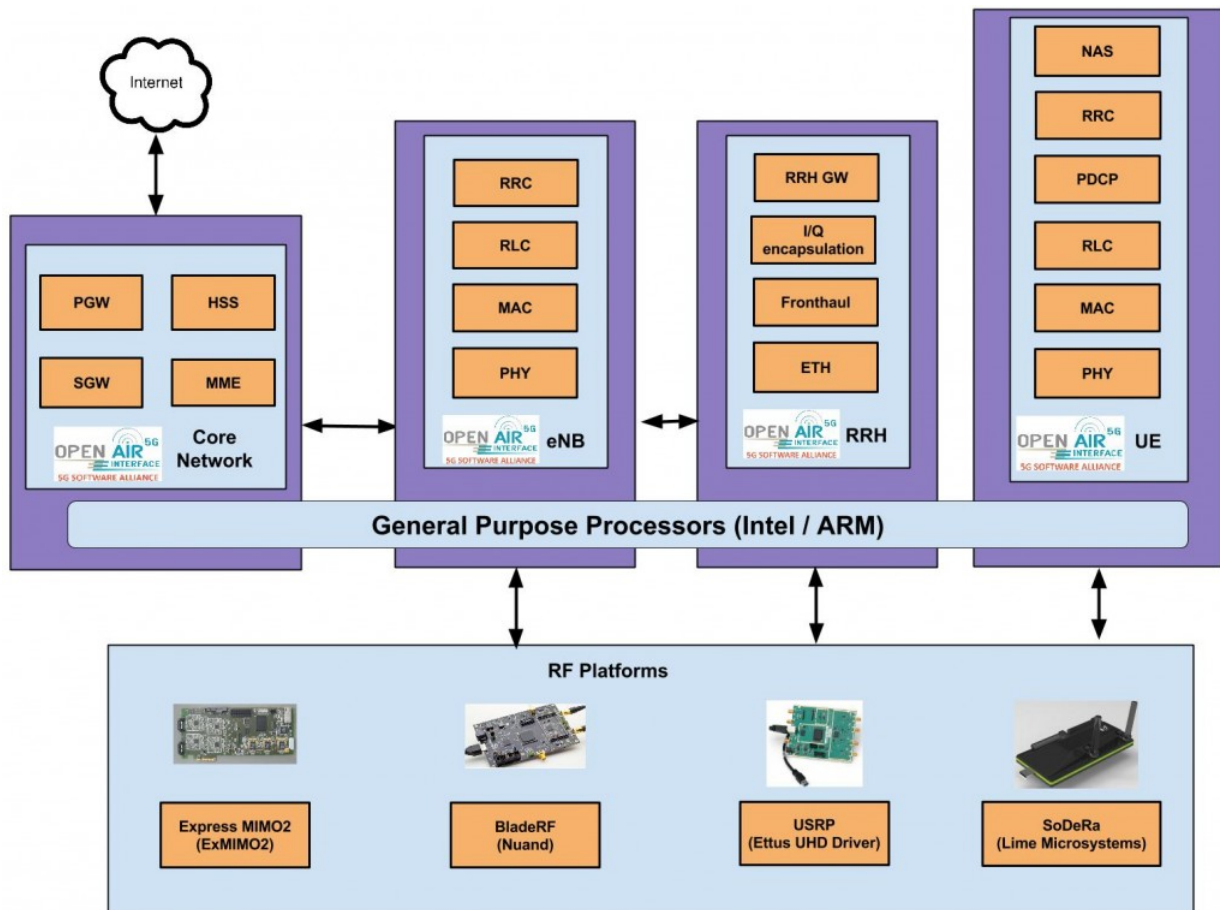 Internet
PGW
HSS
SGW
MME
OPEN AIR 5G
INTERFACE
5G SOFTWARE ALLIANCE
Core
Network
RRC
RLC
MAC
PHY
OPEN AIR 5G
INTERFACE
5G SOFTWARE ALLIANCE
eNB
RRH GW
I/Q
encapsulation
Fronthaul
ETH
OPEN AIR 5G
INTERFACE
5G SOFTWARE ALLIANCE
RRH
NAS
RRC
PDCP
RLC
MAC
PHY
OPEN AIR 5G
INTERFACE
5G SOFTWARE ALLIANCE
UE
General Purpose Processors (Intel / ARM)
RF Platforms
Express MIMO2
(ExMIMO2)
BladeRF
(Nuand)
USRP
(Ettus UHD Driver)
SoDeRa
(Lime Microsystems)